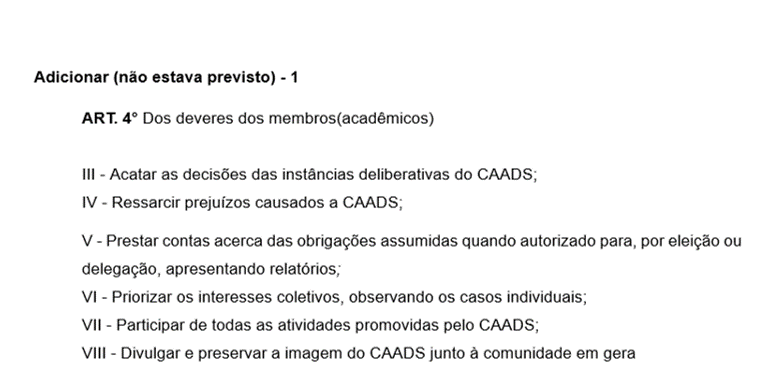 Adicionar (não estava previsto) - 1
ART. 4° Dos deveres dos membros(acadêmicos)
III - Acatar as decisões das instâncias deliberativas do CAADS;
IV - Ressarcir prejuízos causados a CAADS;
V - Prestar contas acerca das obrigações assumidas quando autorizado para, por eleição ou
delegação, apresentando relatórios;
VI - Priorizar os interesses coletivos, observando os casos individuais;
VII - Participar de todas as atividades promovidas pelo CAADS;
VIII - Divulgar e preservar a imagem do CAADS junto à comunidade em gera